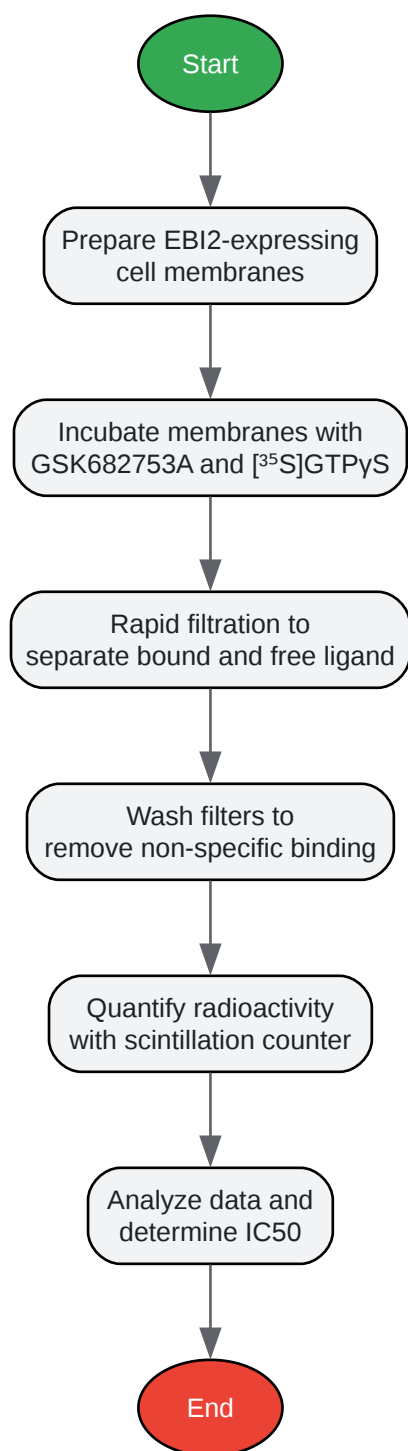 Start
Prepare EBI2-expressing
cell membranes
Incubate membranes with
GSK682753A and [³⁵S]GTPγS
Rapid filtration to
separate bound and free ligand
Wash filters to
remove non-specific binding
Quantify radioactivity
with scintillation counter
Analyze data and
determine IC50
End